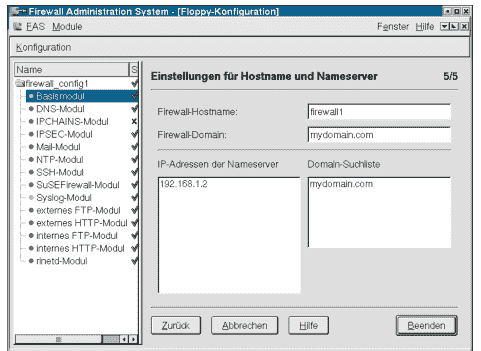 Firewall Administration System - [Floppy-Konfiguration]
EAS Module Fenster Hilfe
Konfiguration
Name S
firewall_config1
Basismodul
DNS-Modul
IPCHAINS-Modul
IPSEC-Modul
Mail-Modul
NTP-Modul
SSH-Modul
SuSEFirewall-Modul
Syslog-Modul
externes FTP-Modul
externes HTTP-Modul
internes FTP-Modul
internes HTTP-Modul
rinetd-Modul
Einstellungen für Hostname und Nameserver 5/5
Firewall-Hostname: firewall1
Firewall-Domain: mydomain.com
IP-Adressen der Nameserver Domain-Suchliste
192.168.1.2 mydomain.com
Zurück Abbrechen Hilfe Beenden